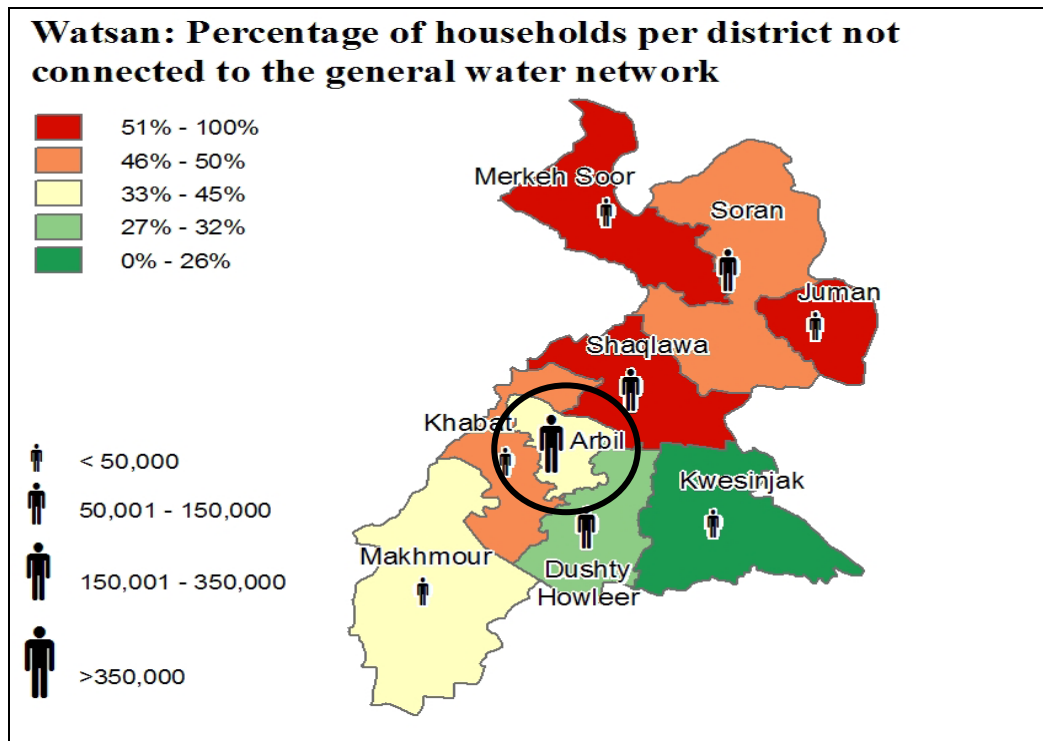 Watsan: Percentage of households per district not
connected to the general water network
51% - 100%
46% - 50%
33% - 45%
27% - 32%
0% - 26%
Merkeh Soor
Soran
Juman
Shaqlawa
Khabat
Arbil
Kwesinjak
Makhmour
Dushty
Howleer
< 50,000
50,001 - 150,000
150,001 - 350,000
>350,000